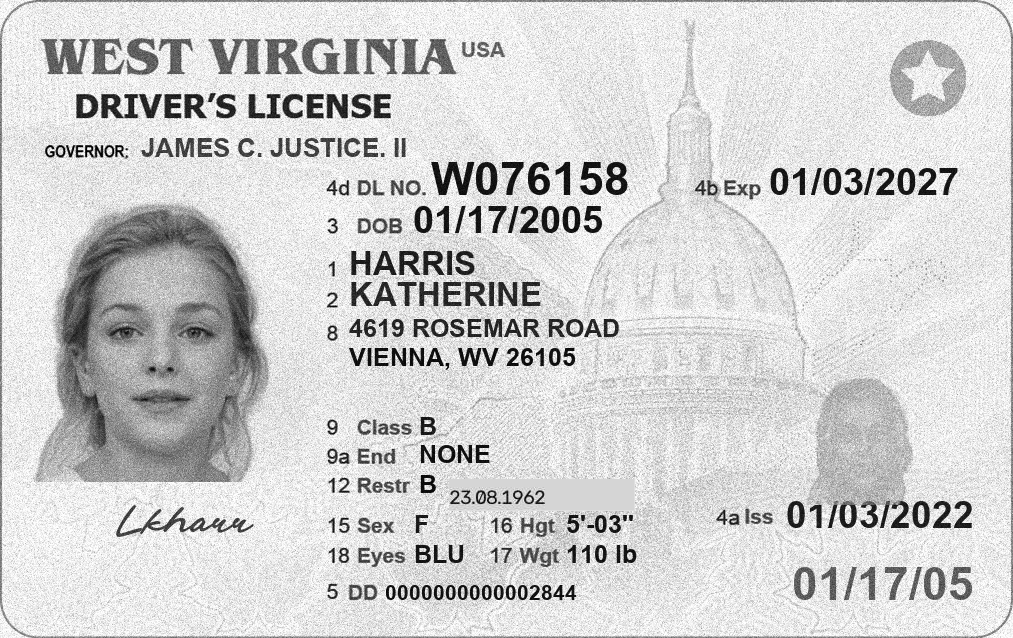 WEST VIRGINIA USA
DRIVER'S LICENSE
GOVERNOR: JAMES C. JUSTICE. II
4d DL NO. W076158 4b Exp 01/03/2027
3 DOB 01/17/2005
1 HARRIS
2 KATHERINE
8 4619 ROSEMAR ROAD
VIENNA, WV 26105
9 Class B
9a End NONE
12 Restr B 23.08.1962
15 Sex F 16 Hgt 5'-03" 4a Iss 01/03/2022
18 Eyes BLU 17 Wgt 110 lb
5 DD 0000000000002844 01/17/05